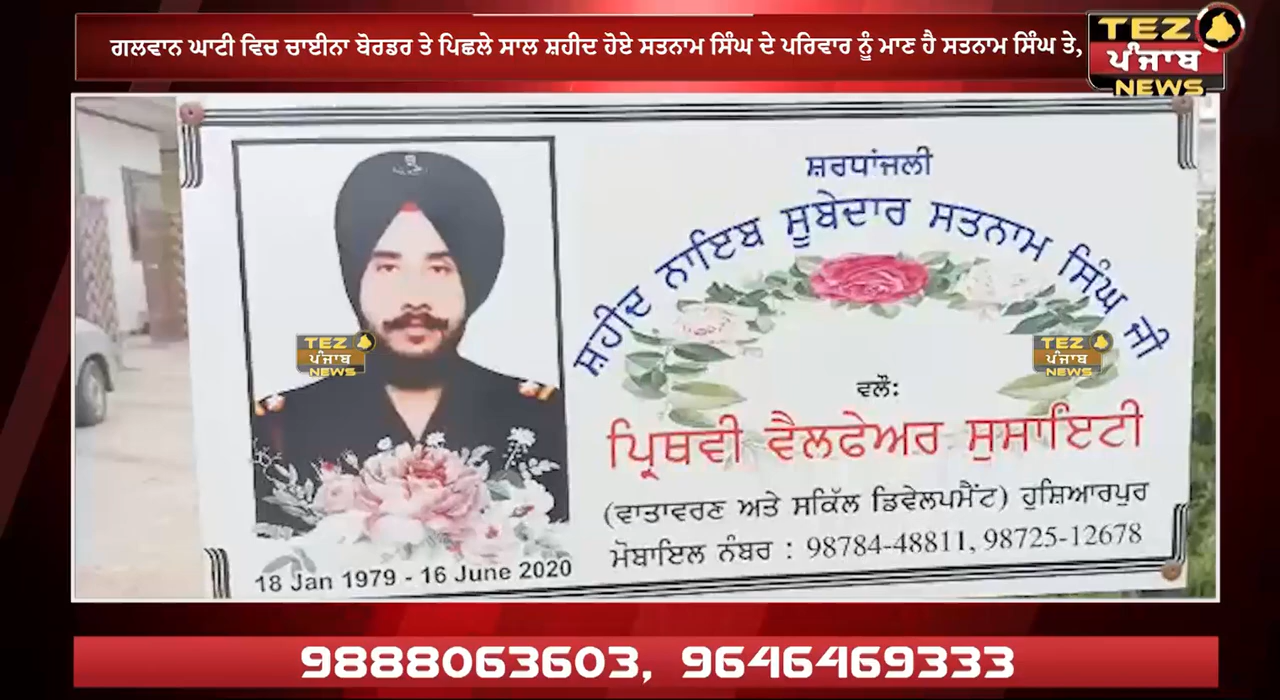 ਗਲਵਾਨ ਘਾਟੀ ਵਿਚ ਚਾਈਨਾ ਬੋਰਡਰ ਤੇ ਪਿਛਲੇ ਸਾਲ ਸ਼ਹੀਦ ਹੋਏ ਸਤਨਾਮ ਸਿੰਘ ਦੇ ਪਰਿਵਾਰ ਨੂੰ ਮਾਣ ਹੈ ਸਤਨਾਮ ਸਿੰਘ ਤੇ,
TEZ
ਪੰਜਾਬ
NEWS
ਸ਼ਰਧਾਂਜਲੀ
ਸ਼ਹੀਦ ਨਾਇਬ ਸੂਬੇਦਾਰ ਸਤਨਾਮ ਸਿੰਘ ਜੀ
TEZ
ਪੰਜਾਬ
NEWS
TEZ
ਪੰਜਾਬ
NEWS
ਵਲੌਂ:
ਪ੍ਰਿਥਵੀ ਵੈਲਫੇਅਰ ਸੁਸਾਇਟੀ
(ਵਾਤਾਵਰਣ ਅਤੇ ਸਕਿੱਲ ਡਿਵੇਲਪਮੈਂਟ) ਹੁਸ਼ਿਆਰਪੁਰ
ਮੋਬਾਇਲ ਨੰਬਰ : 98784-48811, 98725-12678
18 Jan 1979 - 16 June 2020
9888063603, 9646469333